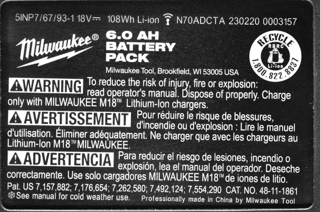 5INP7/67/93-1 18V⎓ 108Wh Li-ion N70ADCTA 230220 0003157
Milwaukee® 6.0 AH
BATTERY
PACK
RECYCLE
Li-ion
1.800.822.8837
Milwaukee Tool, Brookfield, WI 53005 USA
⚠WARNING To reduce the risk of injury, fire or explosion:
read operator's manual. Dispose of properly. Charge
only with MILWAUKEE M18™ Lithium-Ion chargers.
⚠AVERTISSEMENT Pour réduire le risque de blessures,
d'incendie ou d'explosion : Lire le manuel
d'utilisation. Éliminer adéquatement. Ne charger que avec les chargeurs au
Lithium-Ion M18™ MILWAUKEE.
⚠ADVERTENCIA Para reducir el riesgo de lesiones, incendio o
explosión, lea el manual del operador. Deseche
correctamente. Use solo cargadores MILWAUKEE M18™ de iones de litio.
Pat. US 7,157,882; 7,176,654; 7,262,580; 7,492,124; 7,554,290 CAT. NO. 48-11-1861
❄See manual for cold weather use. Professionally made in China by Milwaukee Tool